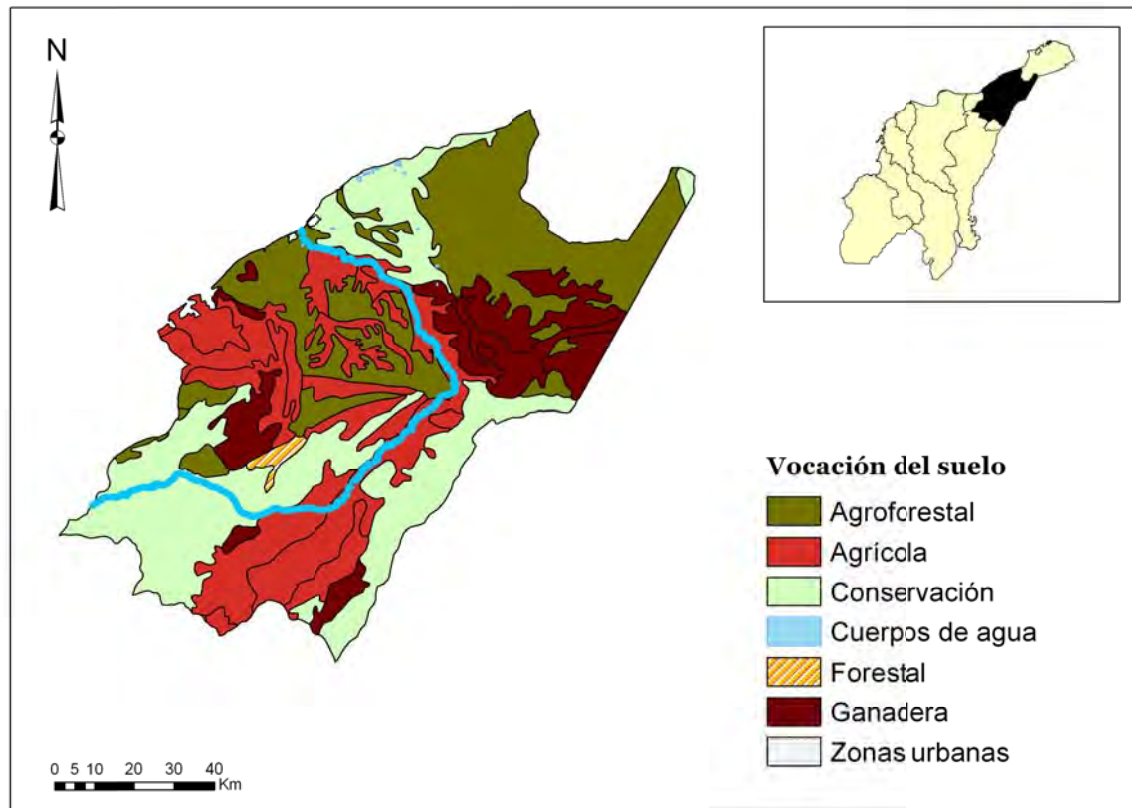 N
Vocación del suelo
Agroforestal
Agrícola
Conservación
Cuerpos de agua
Forestal
Ganadera
Zonas urbanas
0 5 10 20 30 40
Km